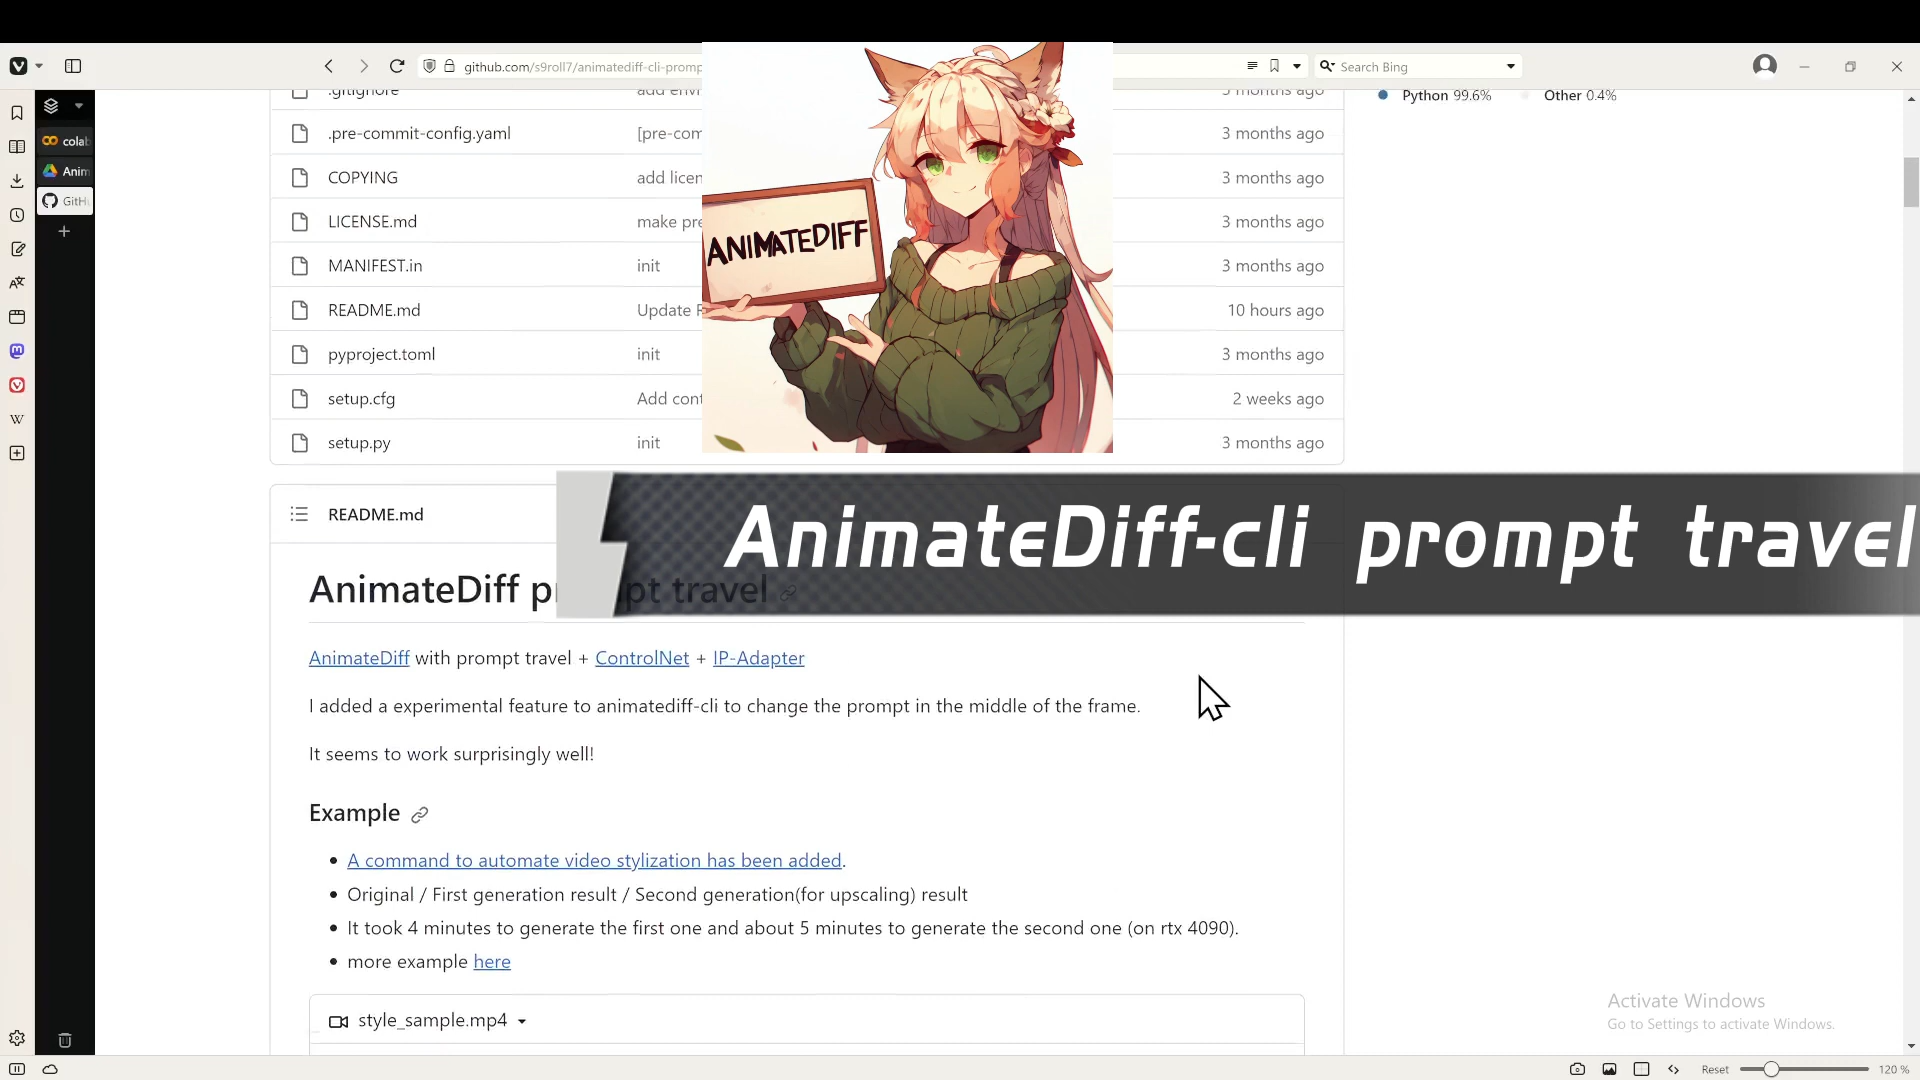 github.com/s9roll7/animatediff-cli-promp
Search Bing
colab
Anim
GitH
.gitignore
3 months ago
Python 99.6%
Other 0.4%
.pre-commit-config.yaml
[pre-com
3 months ago
COPYING
add licen
3 months ago
LICENSE.md
make pre
3 months ago
MANIFEST.in
init
3 months ago
README.md
Update
10 hours ago
pyproject.toml
init
3 months ago
setup.cfg
Add cont
2 weeks ago
setup.py
init
3 months ago
ANIMATEDIFF
README.md
AnimateDiff-cli prompt travel
AnimateDiff prompt travel
AnimateDiff with prompt travel + ControlNet + IP-Adapter
I added a experimental feature to animatediff-cli to change the prompt in the middle of the frame.
It seems to work surprisingly well!
Example
A command to automate video stylization has been added.
Original / First generation result / Second generation(for upscaling) result
It took 4 minutes to generate the first one and about 5 minutes to generate the second one (on rtx 4090).
more example here
style_sample.mp4
Activate Windows
Go to Settings to activate Windows.
Reset
120 %